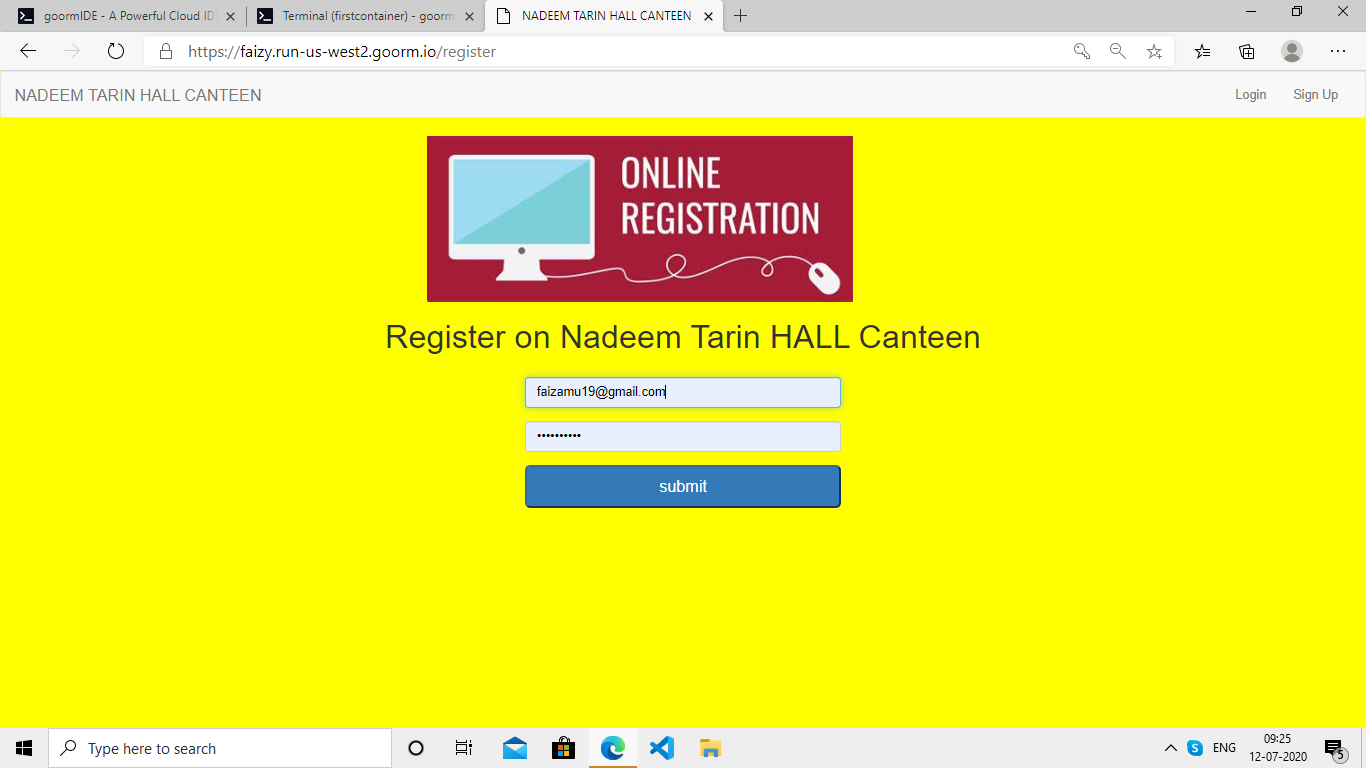 goormIDE - A Powerful Cloud ID
Terminal (firstcontainer) - goorm
NADEEM TARIN HALL CANTEEN
https://faizy.run-us-west2.goorm.io/register
NADEEM TARIN HALL CANTEEN
Login
Sign Up
ONLINE
REGISTRATION
Register on Nadeem Tarin HALL Canteen
faizamu19@gmail.com
••••••••••
submit
Type here to search
ENG
09:25
12-07-2020
5